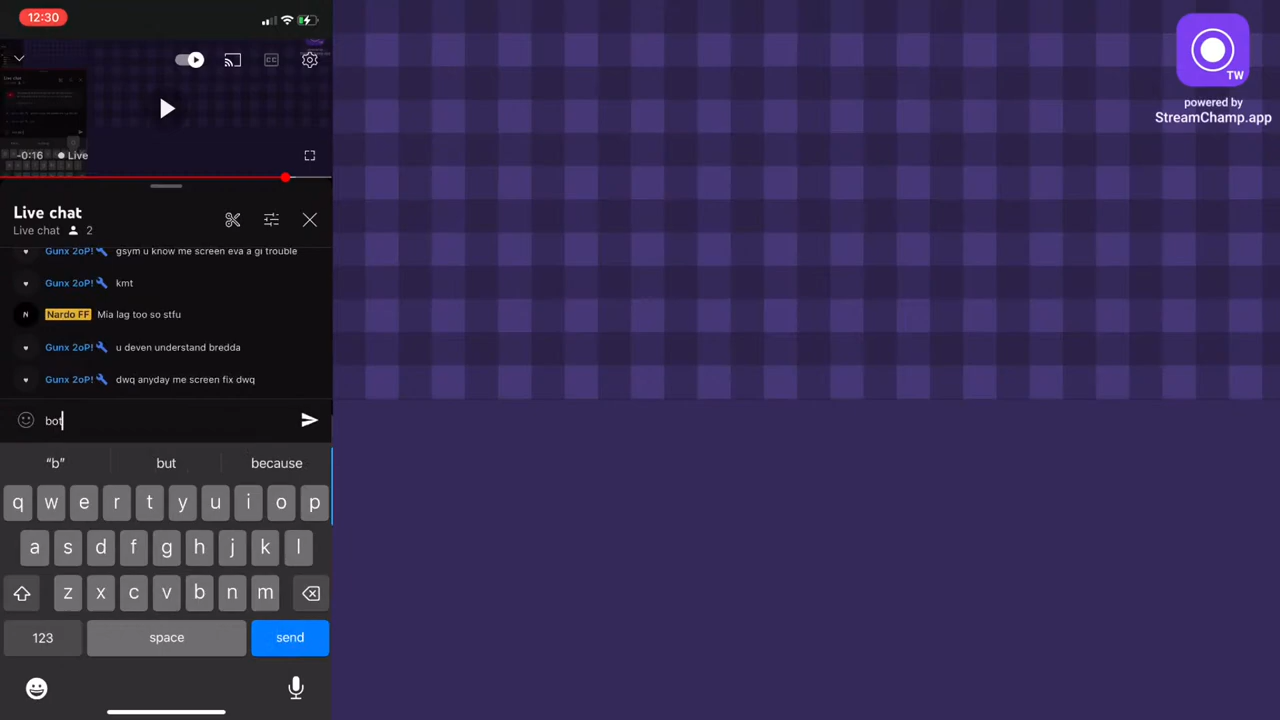 12:30
CC
-0:16 Live
Live chat
Live chat 2
Gunx 2oP! gsym u know me screen eva a gi trouble
Gunx 2oP! kmt
N Nardo FF Mia lag too so stfu
Gunx 2oP! u deven understand bredda
Gunx 2oP! dwq anyday me screen fix dwq
bot
“b” but because
q w e r t y u i o p
a s d f g h j k l
z x c v b n m
123 space send
TW
powered by
StreamChamp.app